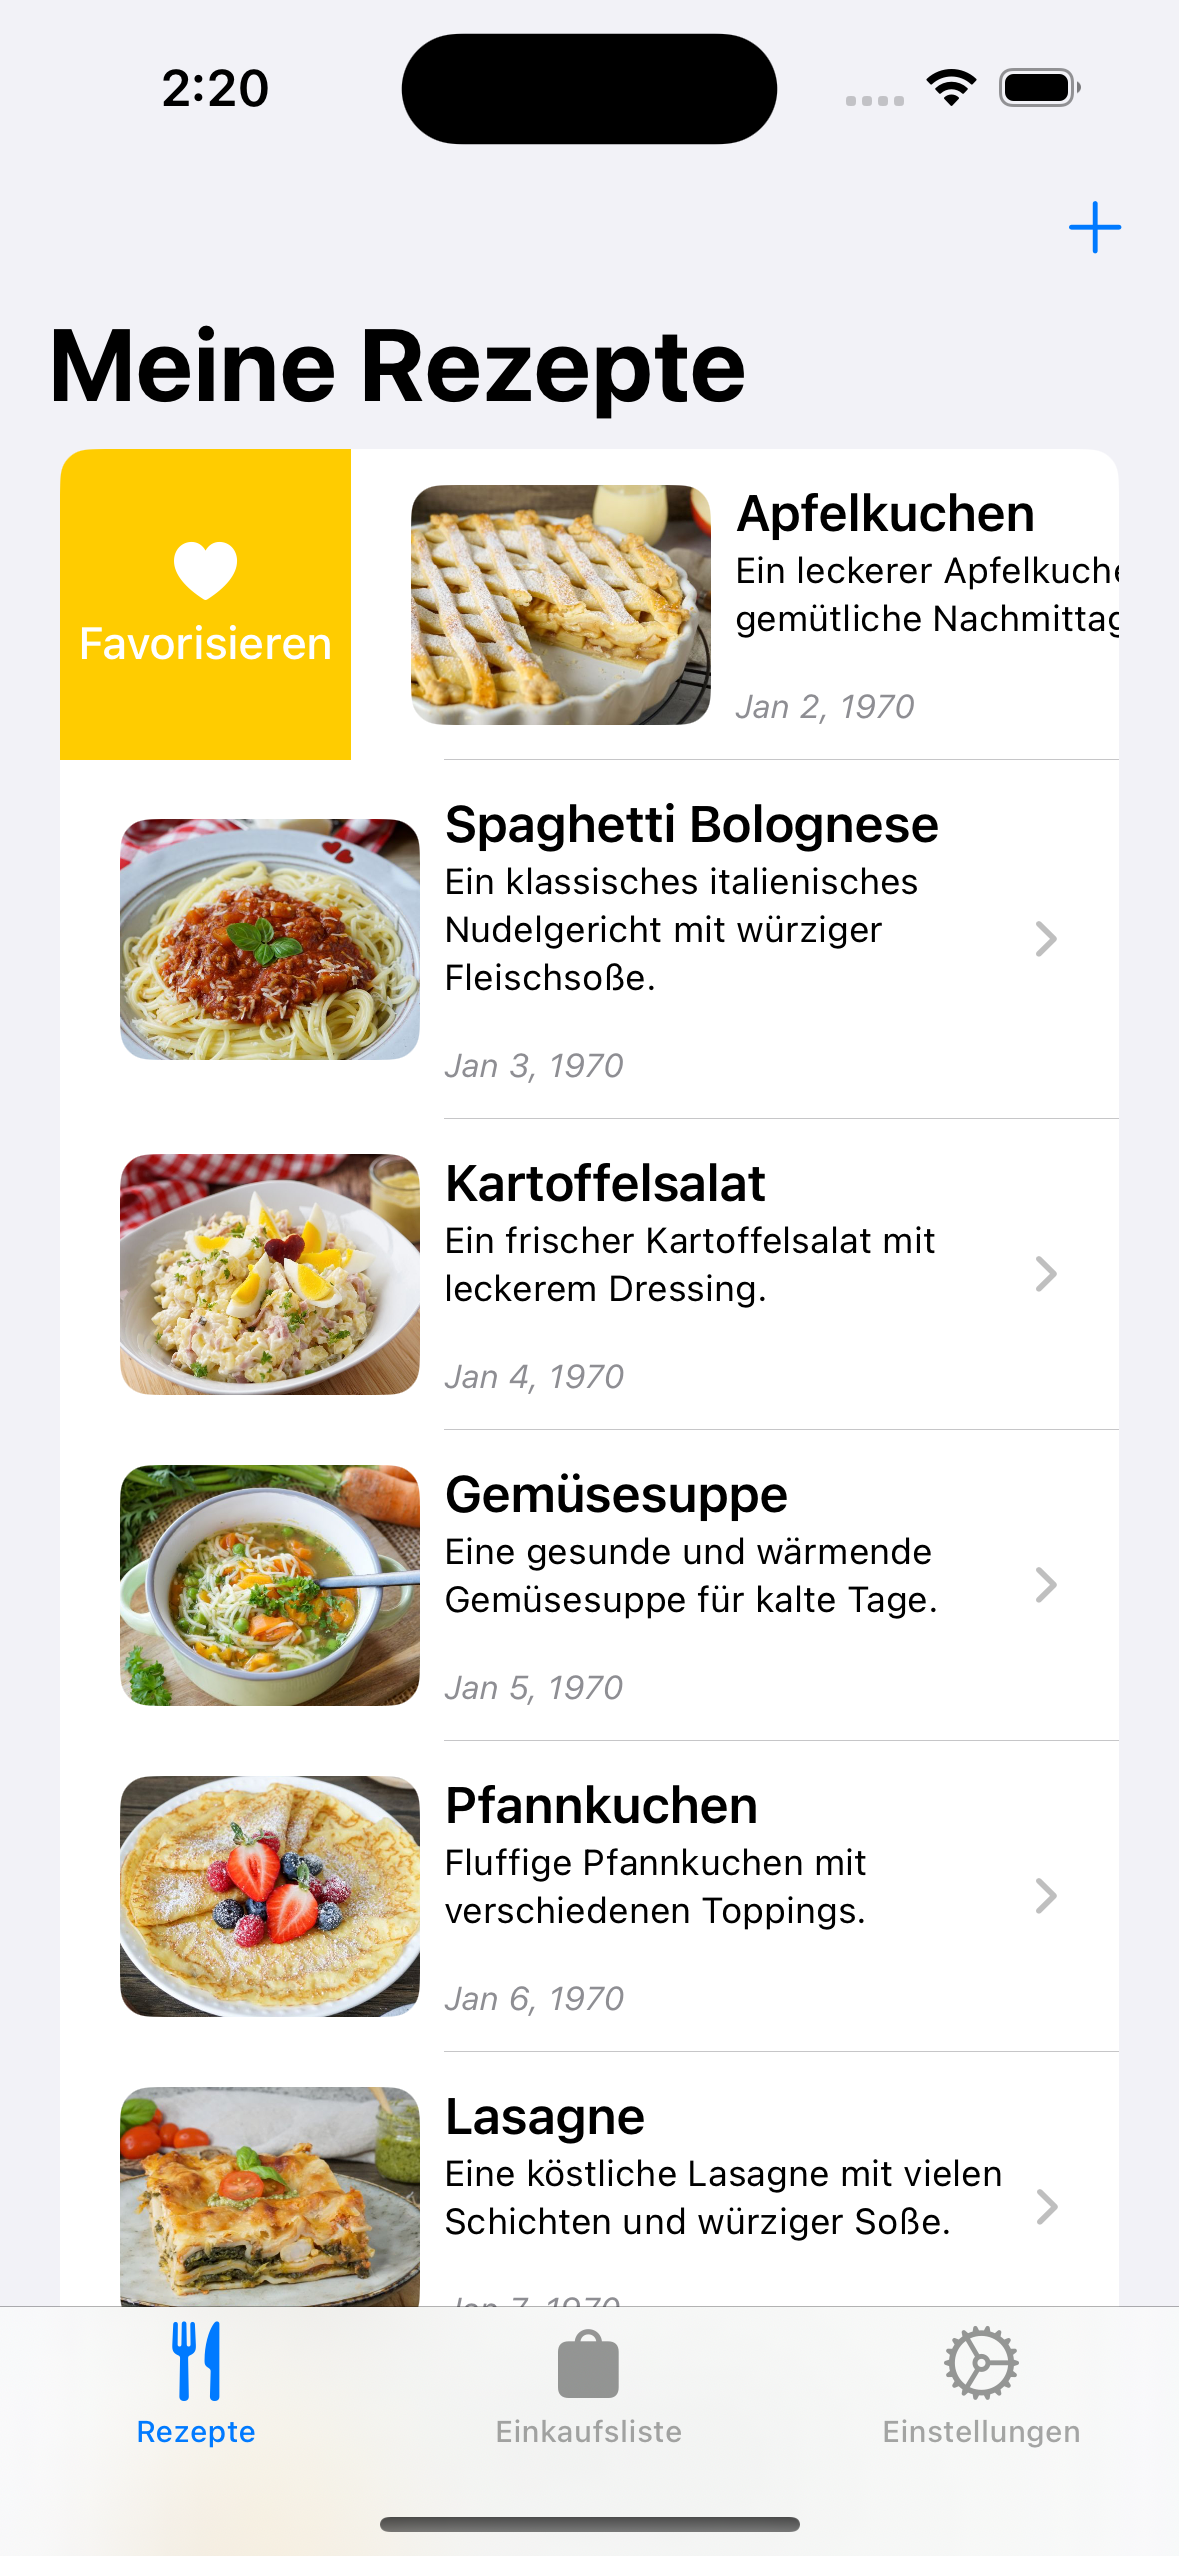 2:20
Meine Rezepte
Favorisieren
Apfelkuchen
Ein leckerer Apfelkuche
gemütliche Nachmittag
Jan 2, 1970
Spaghetti Bolognese
Ein klassisches italienisches
Nudelgericht mit würziger
Fleischsoße.
Jan 3, 1970
Kartoffelsalat
Ein frischer Kartoffelsalat mit
leckerem Dressing.
Jan 4, 1970
Gemüsesuppe
Eine gesunde und wärmende
Gemüsesuppe für kalte Tage.
Jan 5, 1970
Pfannkuchen
Fluffige Pfannkuchen mit
verschiedenen Toppings.
Jan 6, 1970
Lasagne
Eine köstliche Lasagne mit vielen
Schichten und würziger Soße.
Jan 7, 1970
Rezepte
Einkaufsliste
Einstellungen